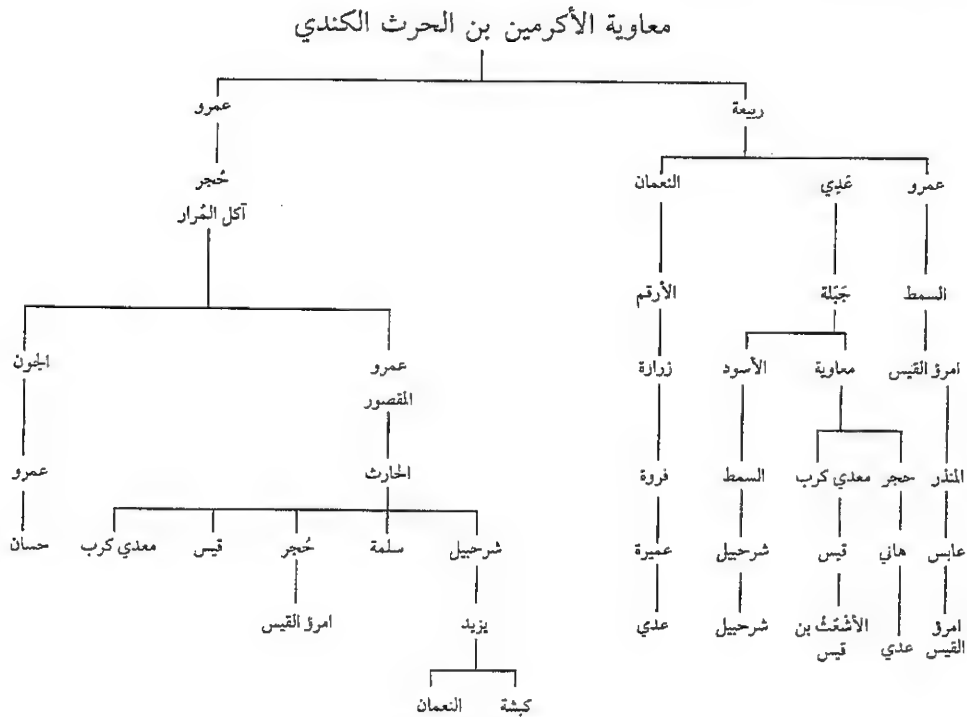 معاوية الأكرمين بن الحرث الكندي
ربيعة عمرو
حُجر
آكل المُرار
عمرو عَدِي النعمان
السمط جَبَلة الأرقم
امرؤ القيس معاوية الأسود زرارة عمرو الجون
المقصور
المنذر حجر معدي كرب السمط فروة الحارث عمرو
عابس هاني قيس شرحبيل عميرة شرحبيل سلمة حُجر قيس معدي كرب حسان
امرؤ القيس عدي الأشْعَثْ بن قيس شرحبيل عدي يزيد امرؤ القيس
كبشة النعمان